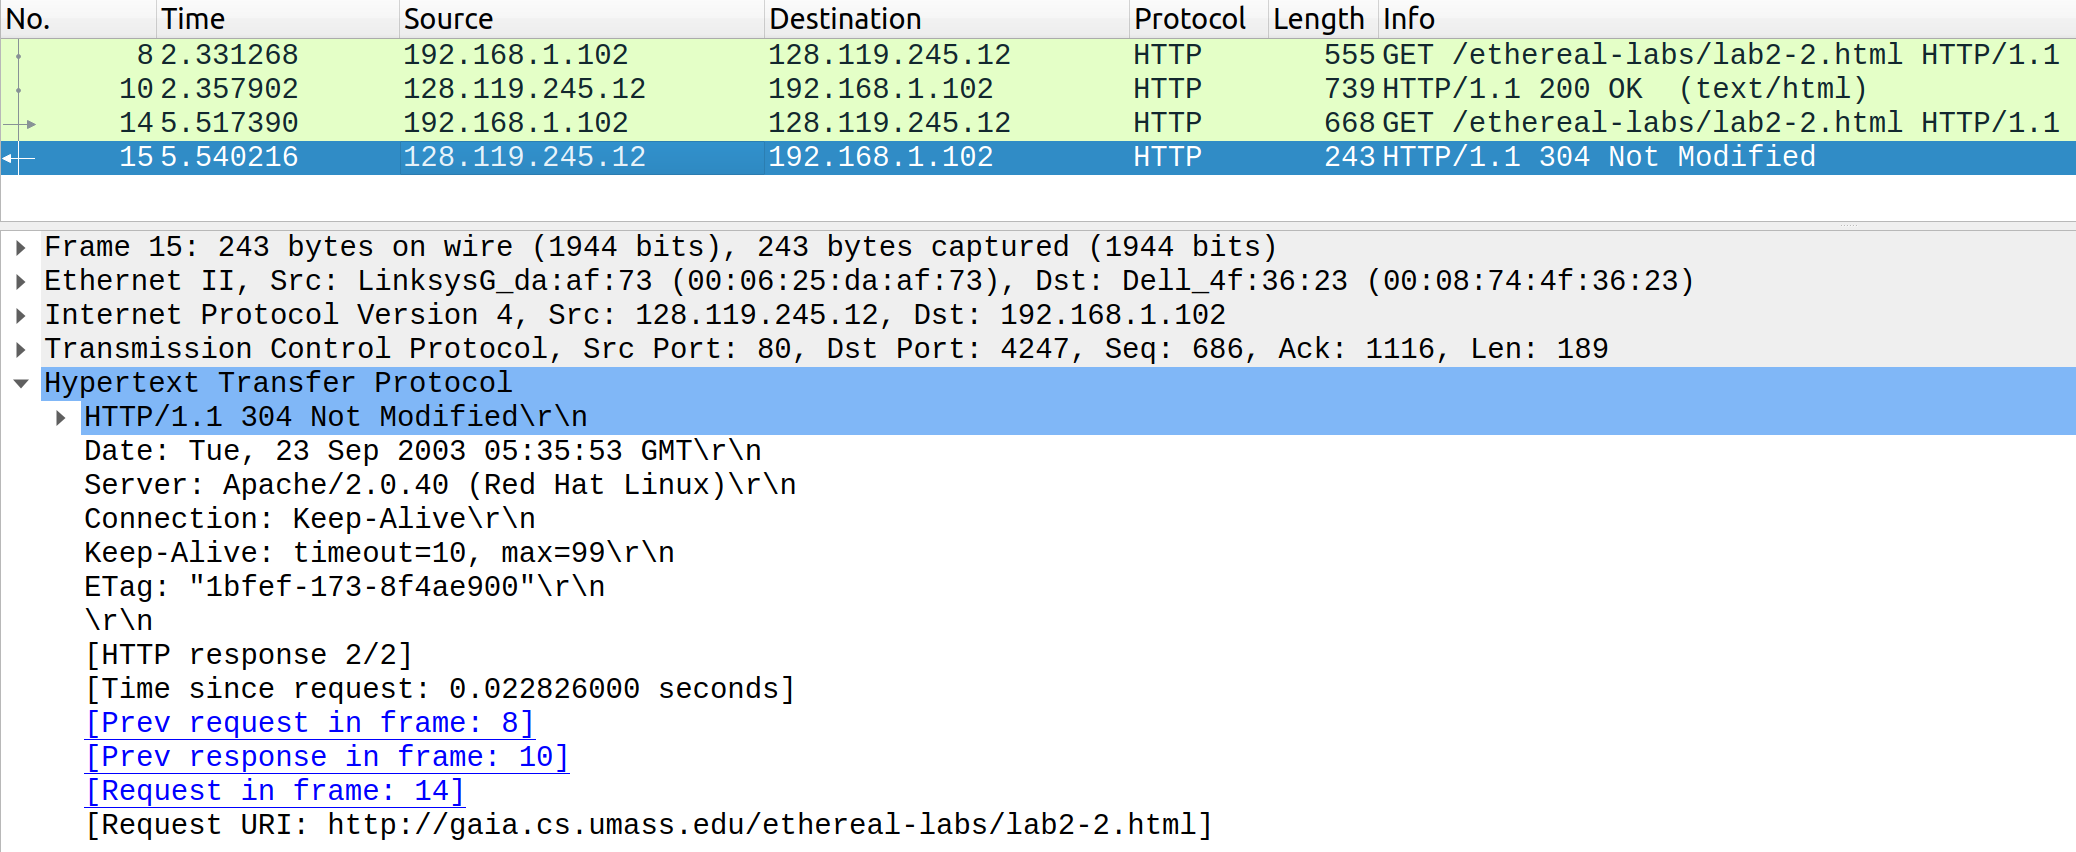 No. Time Source Destination Protocol Length Info
8 2.331268 192.168.1.102 128.119.245.12 HTTP 555 GET /ethereal-labs/lab2-2.html HTTP/1.1
10 2.357902 128.119.245.12 192.168.1.102 HTTP 739 HTTP/1.1 200 OK  (text/html)
14 5.517390 192.168.1.102 128.119.245.12 HTTP 668 GET /ethereal-labs/lab2-2.html HTTP/1.1
15 5.540216 128.119.245.12 192.168.1.102 HTTP 243 HTTP/1.1 304 Not Modified
Frame 15: 243 bytes on wire (1944 bits), 243 bytes captured (1944 bits)
Ethernet II, Src: LinksysG_da:af:73 (00:06:25:da:af:73), Dst: Dell_4f:36:23 (00:08:74:4f:36:23)
Internet Protocol Version 4, Src: 128.119.245.12, Dst: 192.168.1.102
Transmission Control Protocol, Src Port: 80, Dst Port: 4247, Seq: 686, Ack: 1116, Len: 189
Hypertext Transfer Protocol
HTTP/1.1 304 Not Modified\r\n
Date: Tue, 23 Sep 2003 05:35:53 GMT\r\n
Server: Apache/2.0.40 (Red Hat Linux)\r\n
Connection: Keep-Alive\r\n
Keep-Alive: timeout=10, max=99\r\n
ETag: "1bfef-173-8f4ae900"\r\n
\r\n
[HTTP response 2/2]
[Time since request: 0.022826000 seconds]
[Prev request in frame: 8]
[Prev response in frame: 10]
[Request in frame: 14]
[Request URI: http://gaia.cs.umass.edu/ethereal-labs/lab2-2.html]